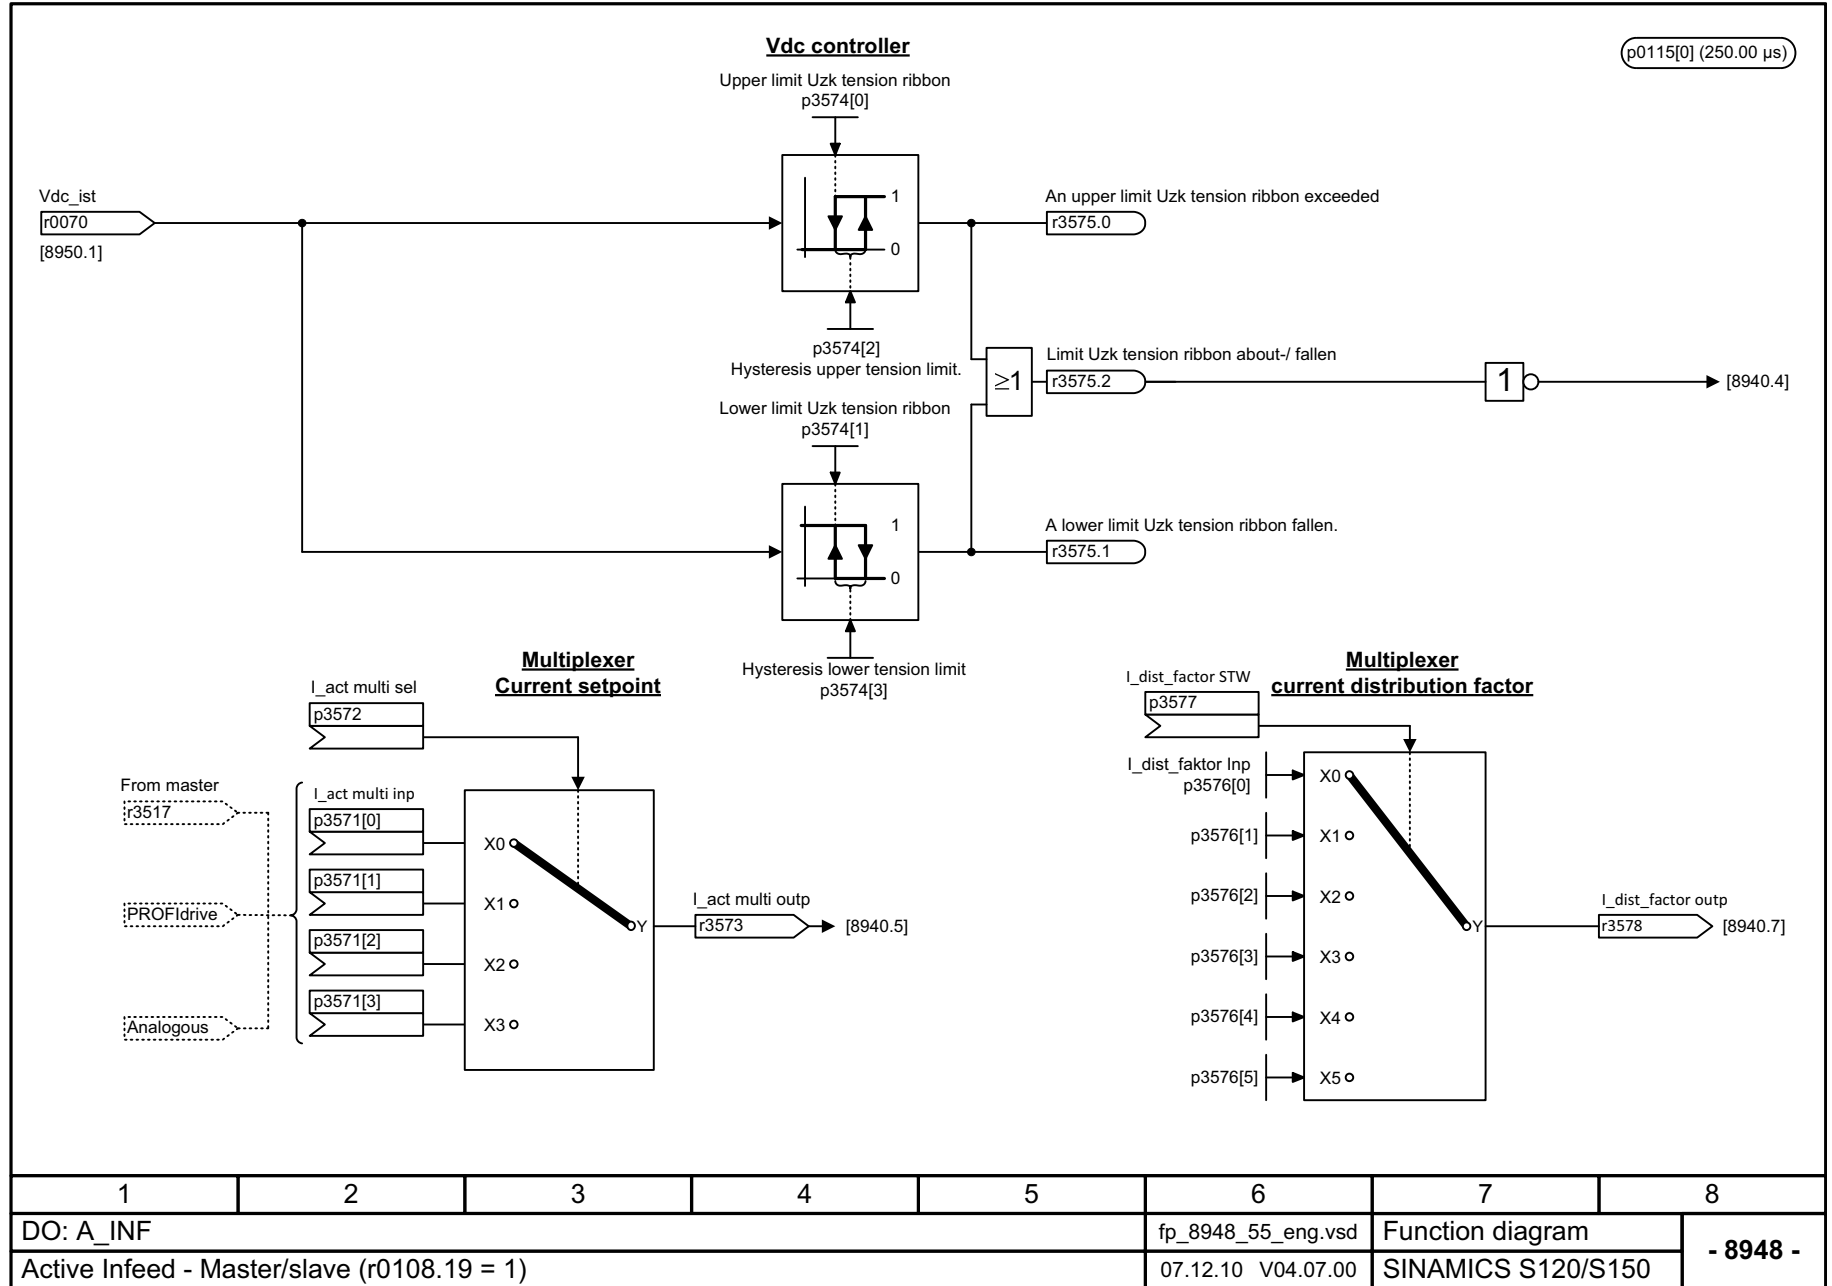 Vdc controller
p0115[0] (250.00 µs)
Upper limit Uzk tension ribbon
p3574[0]
Vdc_ist
r0070
[8950.1]
1
0
An upper limit Uzk tension ribbon exceeded
r3575.0
p3574[2]
Hysteresis upper tension limit.
≥1
Limit Uzk tension ribbon about-/ fallen
r3575.2
1
[8940.4]
Lower limit Uzk tension ribbon
p3574[1]
1
0
A lower limit Uzk tension ribbon fallen.
r3575.1
Hysteresis lower tension limit
p3574[3]
Multiplexer
Current setpoint
I_act multi sel
p3572
From master
r3517
PROFIdrive
Analogous
I_act multi inp
p3571[0]
p3571[1]
p3571[2]
p3571[3]
X0
X1
X2
X3
Y
I_act multi outp
r3573
[8940.5]
Multiplexer
current distribution factor
I_dist_factor STW
p3577
I_dist_faktor Inp
p3576[0]
p3576[1]
p3576[2]
p3576[3]
p3576[4]
p3576[5]
X0
X1
X2
X3
X4
X5
Y
I_dist_factor outp
r3578
[8940.7]
1 2 3 4 5 6 7 8
DO: A_INF
fp_8948_55_eng.vsd
Function diagram
- 8948 -
Active Infeed - Master/slave (r0108.19 = 1)
07.12.10 V04.07.00
SINAMICS S120/S150